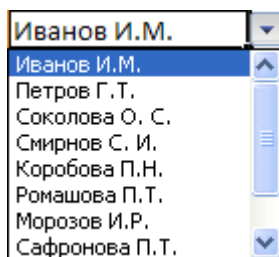 Иванов И.М.
Иванов И.М.
Петров Г.Т.
Соколова О. С.
Смирнов С. И.
Коробова П.Н.
Ромашова П.Т.
Морозов И.Р.
Сафронова П.Т.